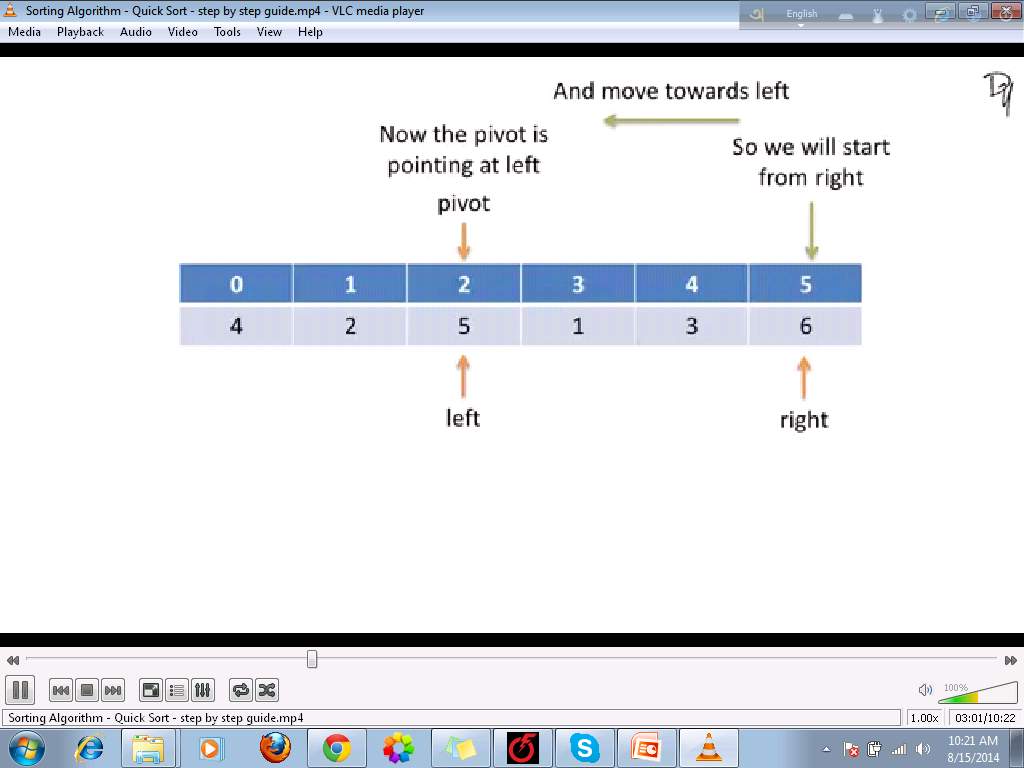 Sorting Algorithm - Quick Sort - step by step guide.mp4 - VLC media player
English
Media Playback Audio Video Tools View Help
And move towards left
Now the pivot is
pointing at left
So we will start
from right
pivot
0 1 2 3 4 5
4 2 5 1 3 6
left
right
100%
Sorting Algorithm - Quick Sort - step by step guide.mp4
1.00x
03:01/10:22
10:21 AM
8/15/2014